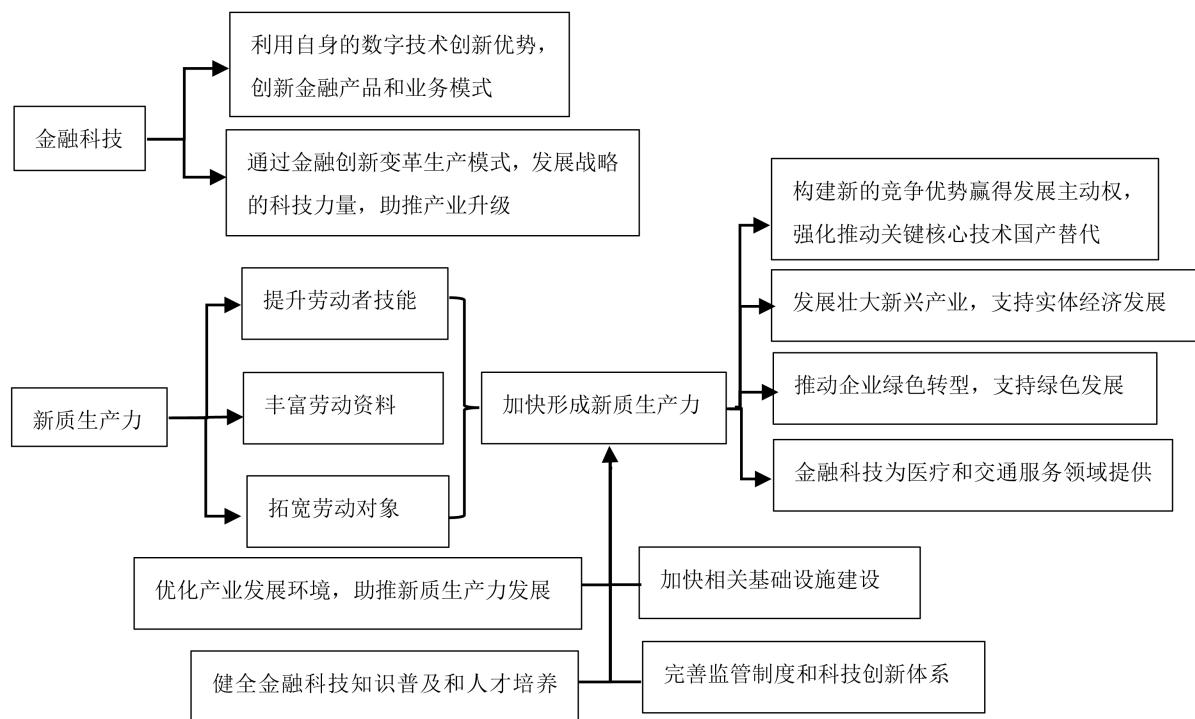 利用自身的数字技术创新优势，
创新金融产品和业务模式
金融科技
通过金融创新变革生产模式，发展战略
的科技力量，助推产业升级
构建新的竞争优势赢得发展主动权，
强化推动关键核心技术国产替代
提升劳动者技能
发展壮大新兴产业，支持实体经济发展
新质生产力
丰富劳动资料
加快形成新质生产力
推动企业绿色转型，支持绿色发展
拓宽劳动对象
金融科技为医疗和交通服务领域提供
优化产业发展环境，助推新质生产力发展
加快相关基础设施建设
健全金融科技知识普及和人才培养
完善监管制度和科技创新体系